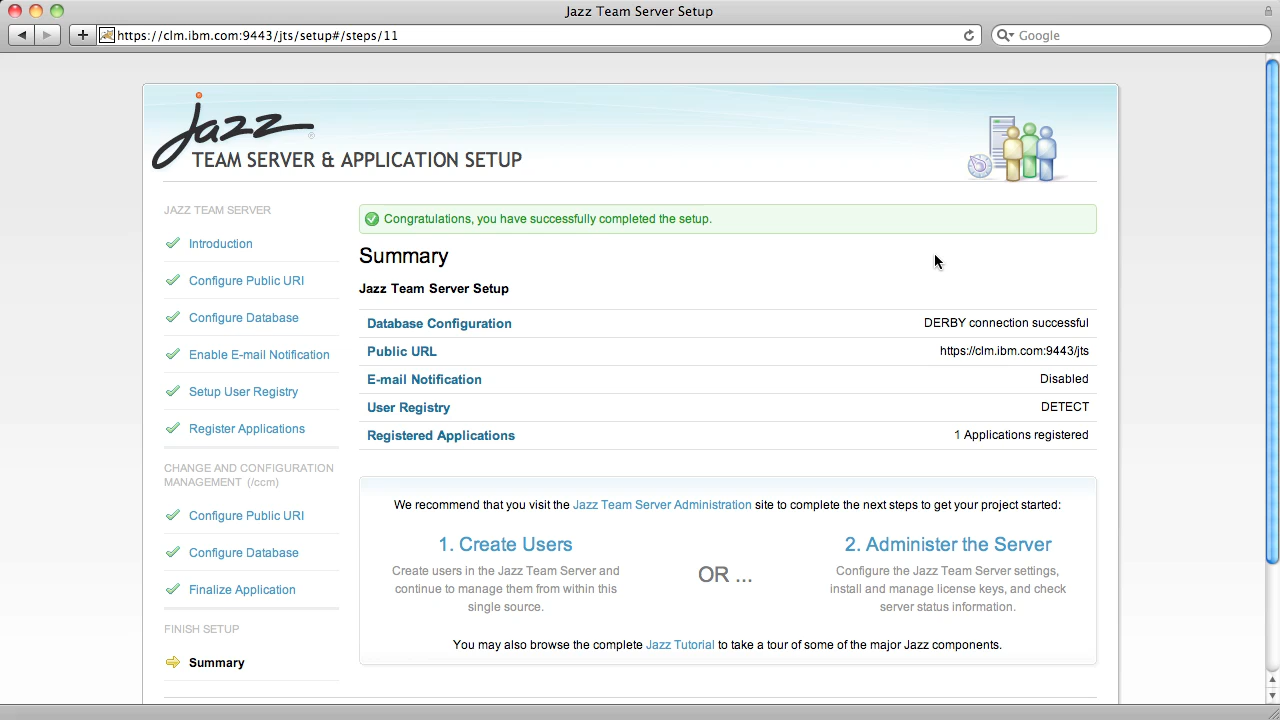 Jazz Team Server Setup
https://clm.ibm.com:9443/jts/setup#/steps/11
Google
jazz
TEAM SERVER & APPLICATION SETUP
JAZZ TEAM SERVER
Introduction
Configure Public URI
Configure Database
Enable E-mail Notification
Setup User Registry
Register Applications
CHANGE AND CONFIGURATION
MANAGEMENT (/ccm)
Configure Public URI
Configure Database
Finalize Application
FINISH SETUP
Summary
Congratulations, you have successfully completed the setup.
Summary
Jazz Team Server Setup
Database Configuration DERBY connection successful
Public URL https://clm.ibm.com:9443/jts
E-mail Notification Disabled
User Registry DETECT
Registered Applications 1 Applications registered
We recommend that you visit the Jazz Team Server Administration site to complete the next steps to get your project started:
1. Create Users
Create users in the Jazz Team Server and
continue to manage them from within this
single source.
OR ...
2. Administer the Server
Configure the Jazz Team Server settings,
install and manage license keys, and check
server status information.
You may also browse the complete Jazz Tutorial to take a tour of some of the major Jazz components.